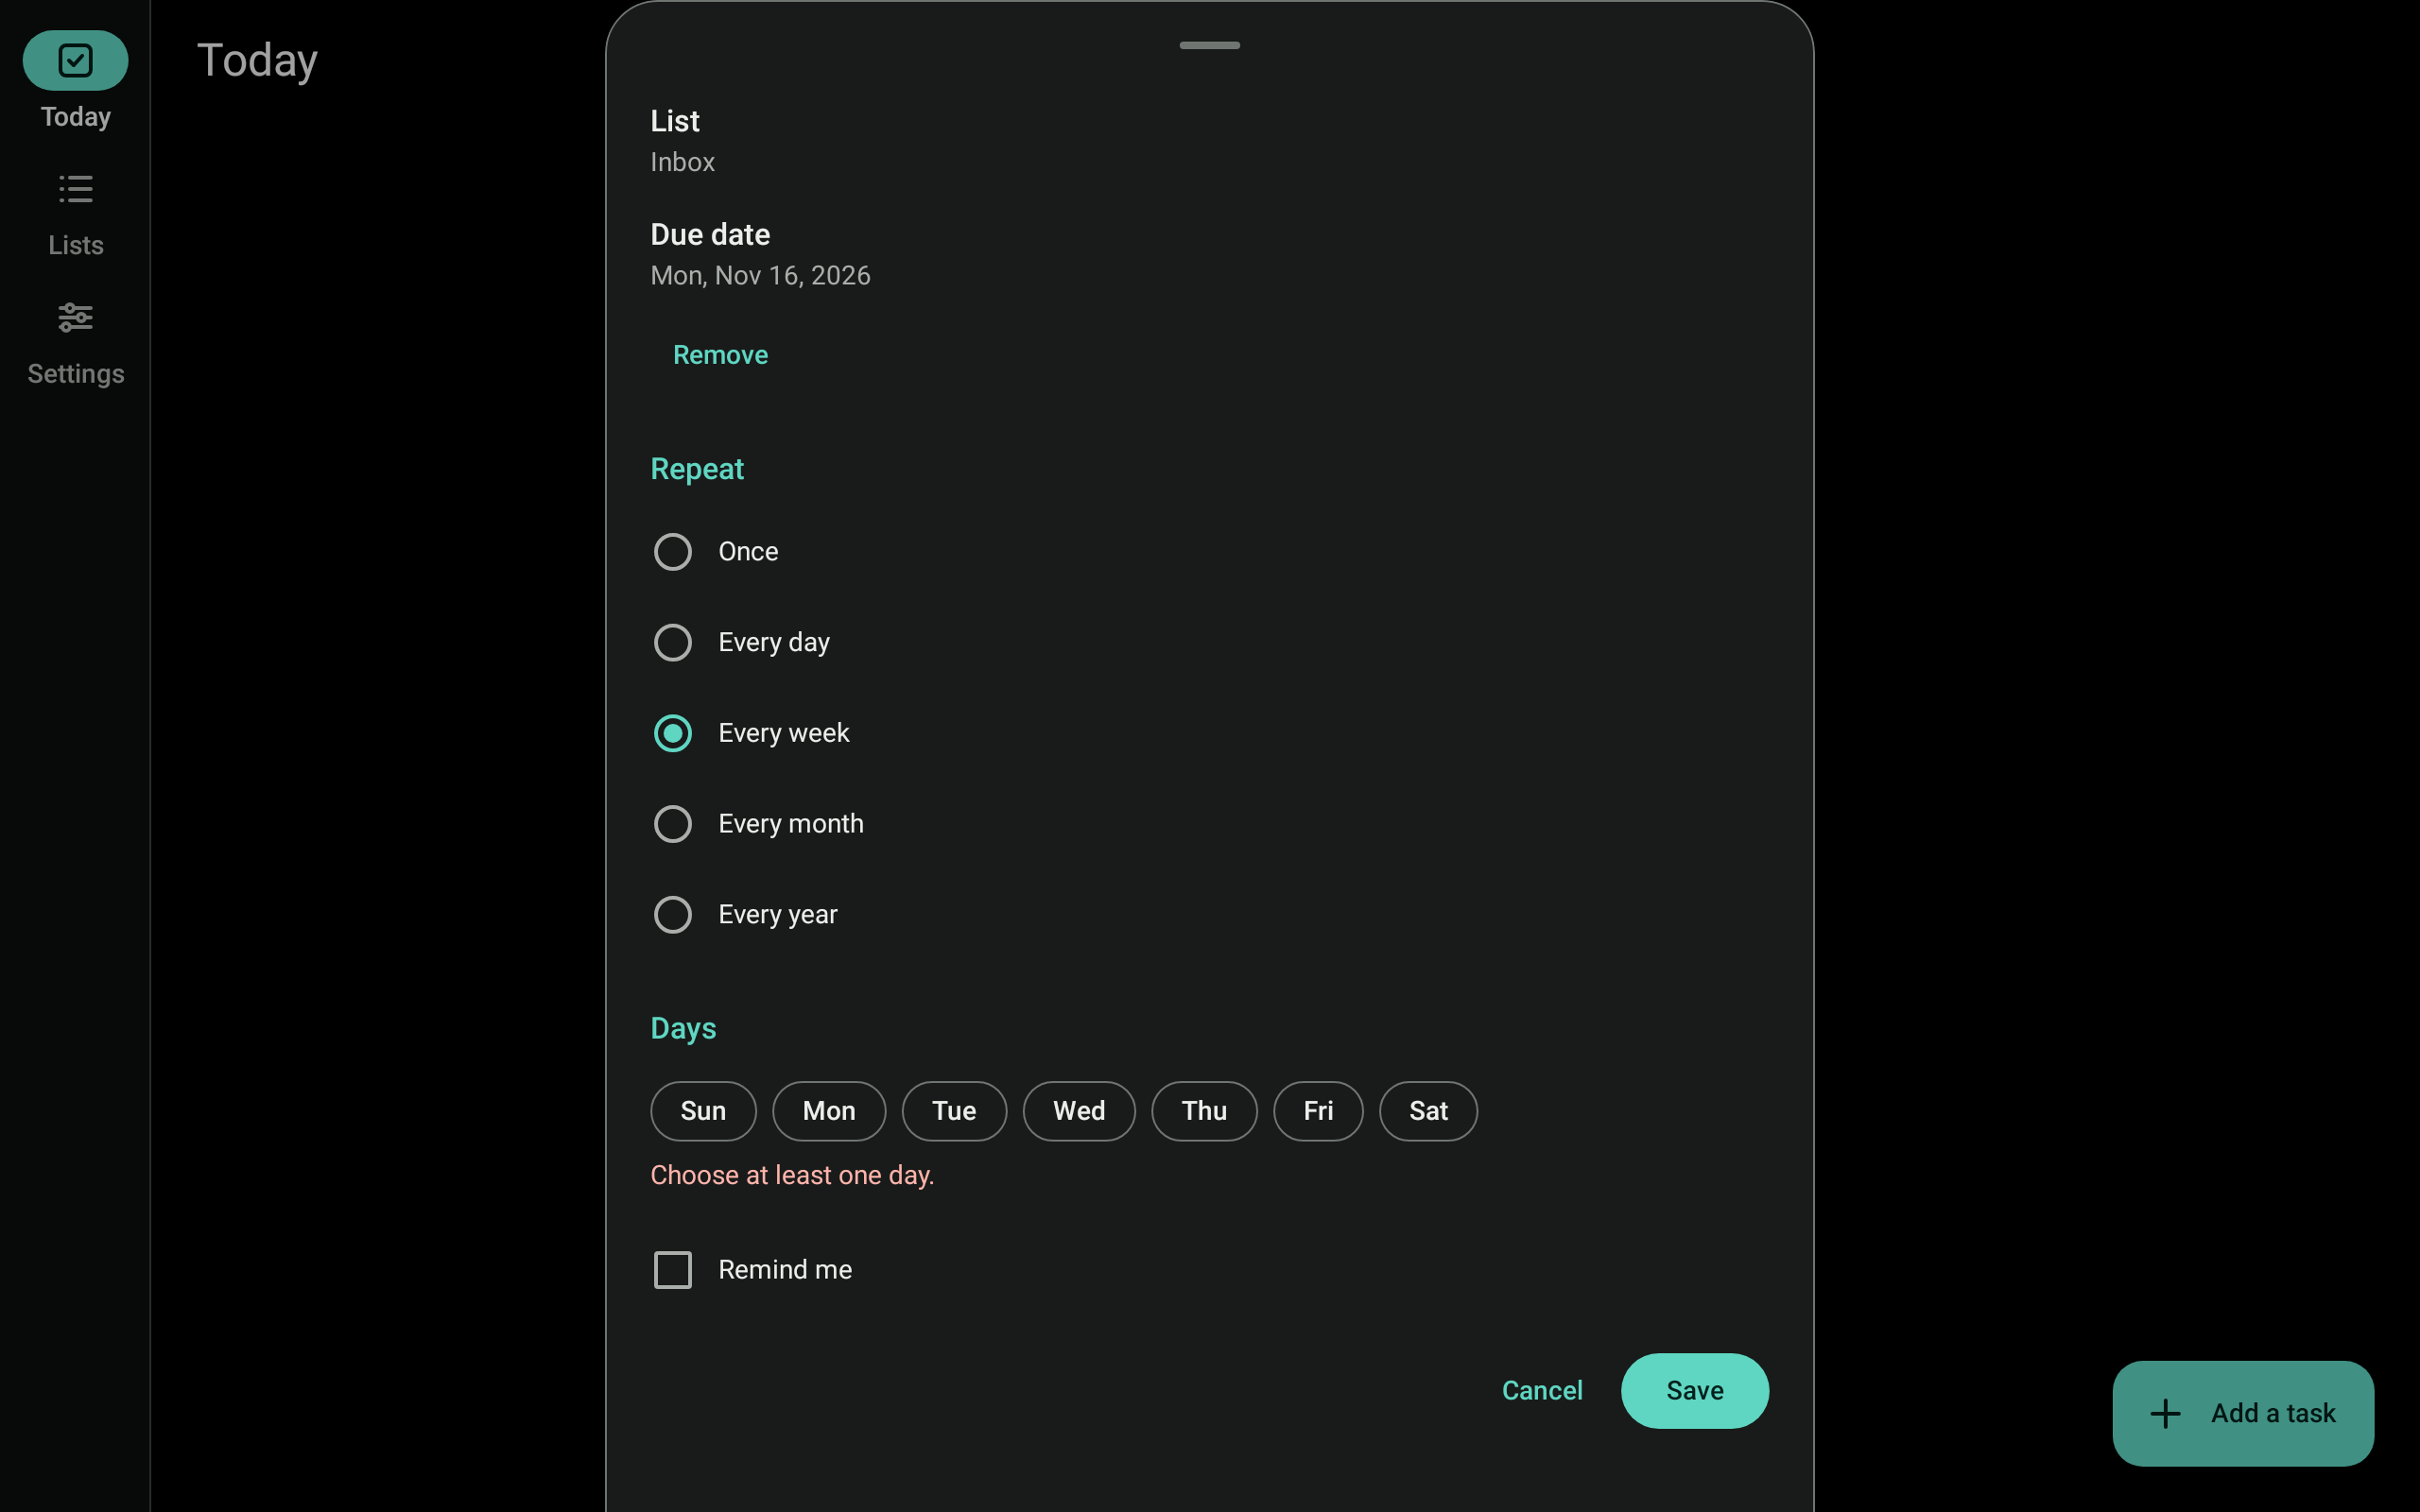 Today
Lists
Settings
Today
List
Inbox
Due date
Mon, Nov 16, 2026
Remove
Repeat
Once
Every day
Every week
Every month
Every year
Days
Sun Mon Tue Wed Thu Fri Sat
Choose at least one day.
Remind me
Cancel Save
Add a task